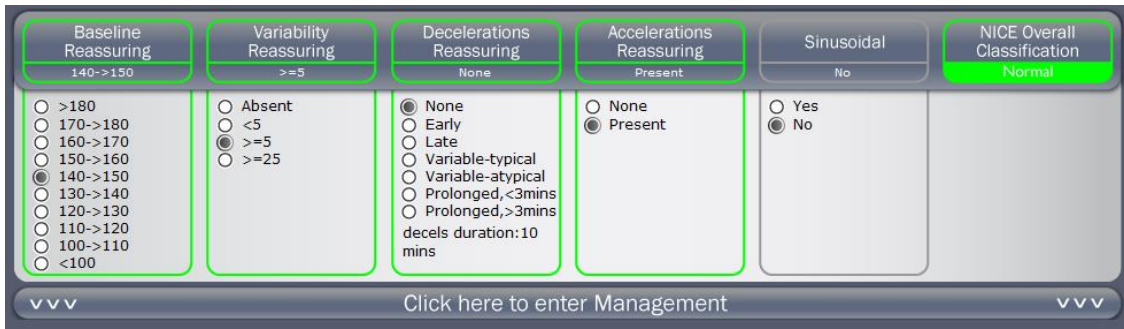 Baseline
Reassuring
140->150
>180
170->180
160->170
150->160
140->150
130->140
120->130
110->120
100->110
<100
Variability
Reassuring
>=5
Absent
<5
>=5
>=25
Decelerations
Reassuring
None
None
Early
Late
Variable-typical
Variable-atypical
Prolonged,<3mins
Prolonged,>3mins
decels duration:10
mins
Accelerations
Reassuring
Present
None
Present
Sinusoidal
No
Yes
No
NICE Overall
Classification
Normal
v v v Click here to enter Management v v v